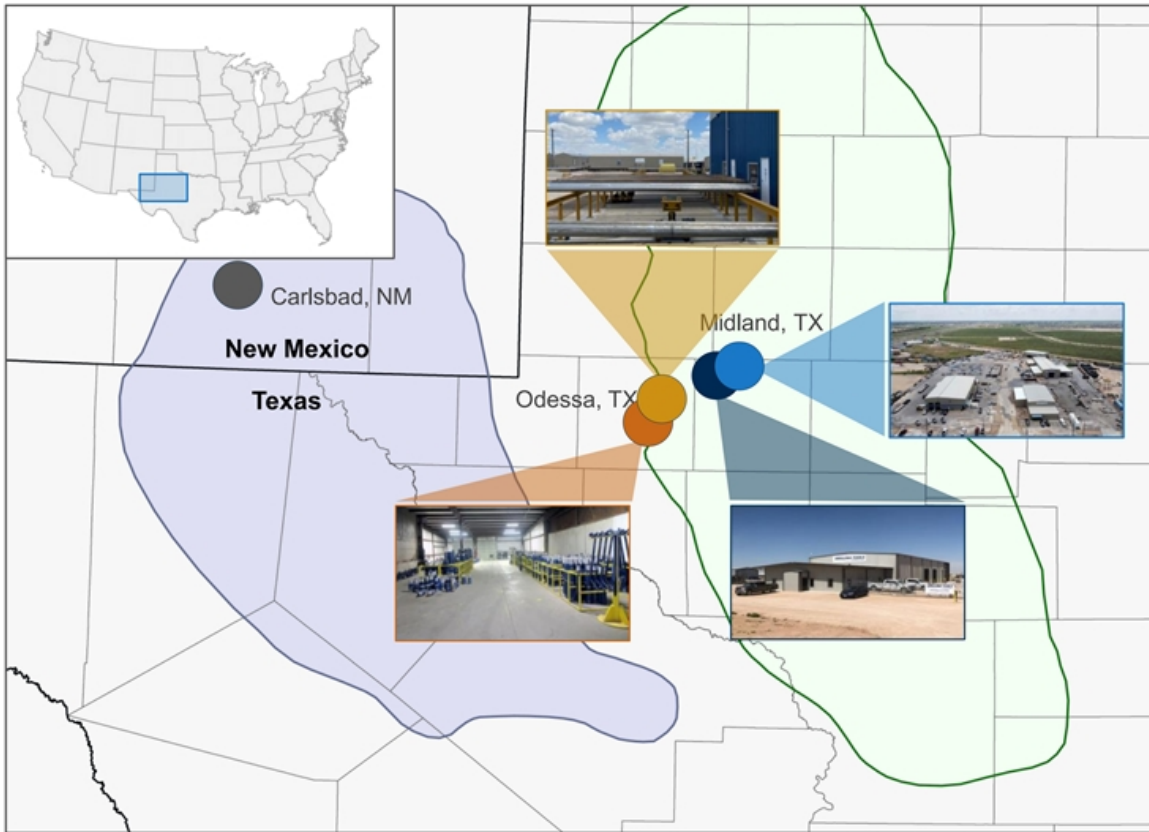 Carlsbad, NM
New Mexico
Texas
Midland, TX
Odessa, TX